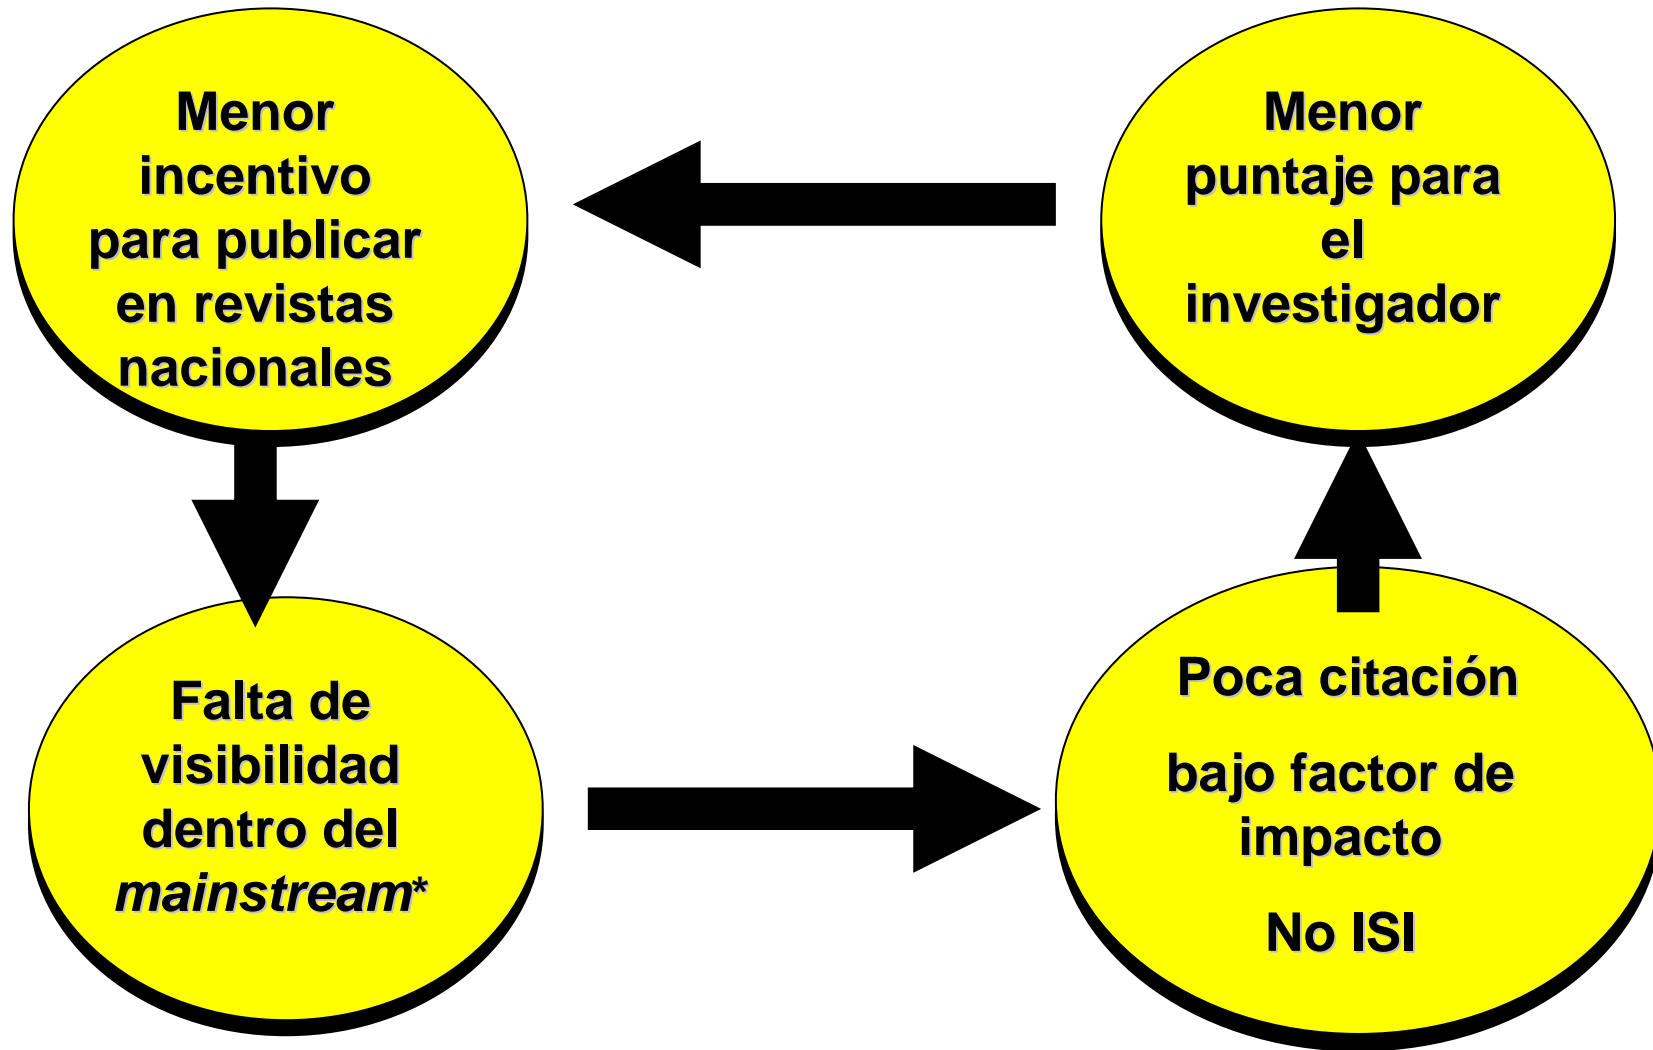 Menor
incentivo
para publicar
en revistas
nacionales
Menor
puntaje para
el
investigador
Falta de
visibilidad
dentro del
mainstream*
Poca citación
bajo factor de
impacto
No ISI